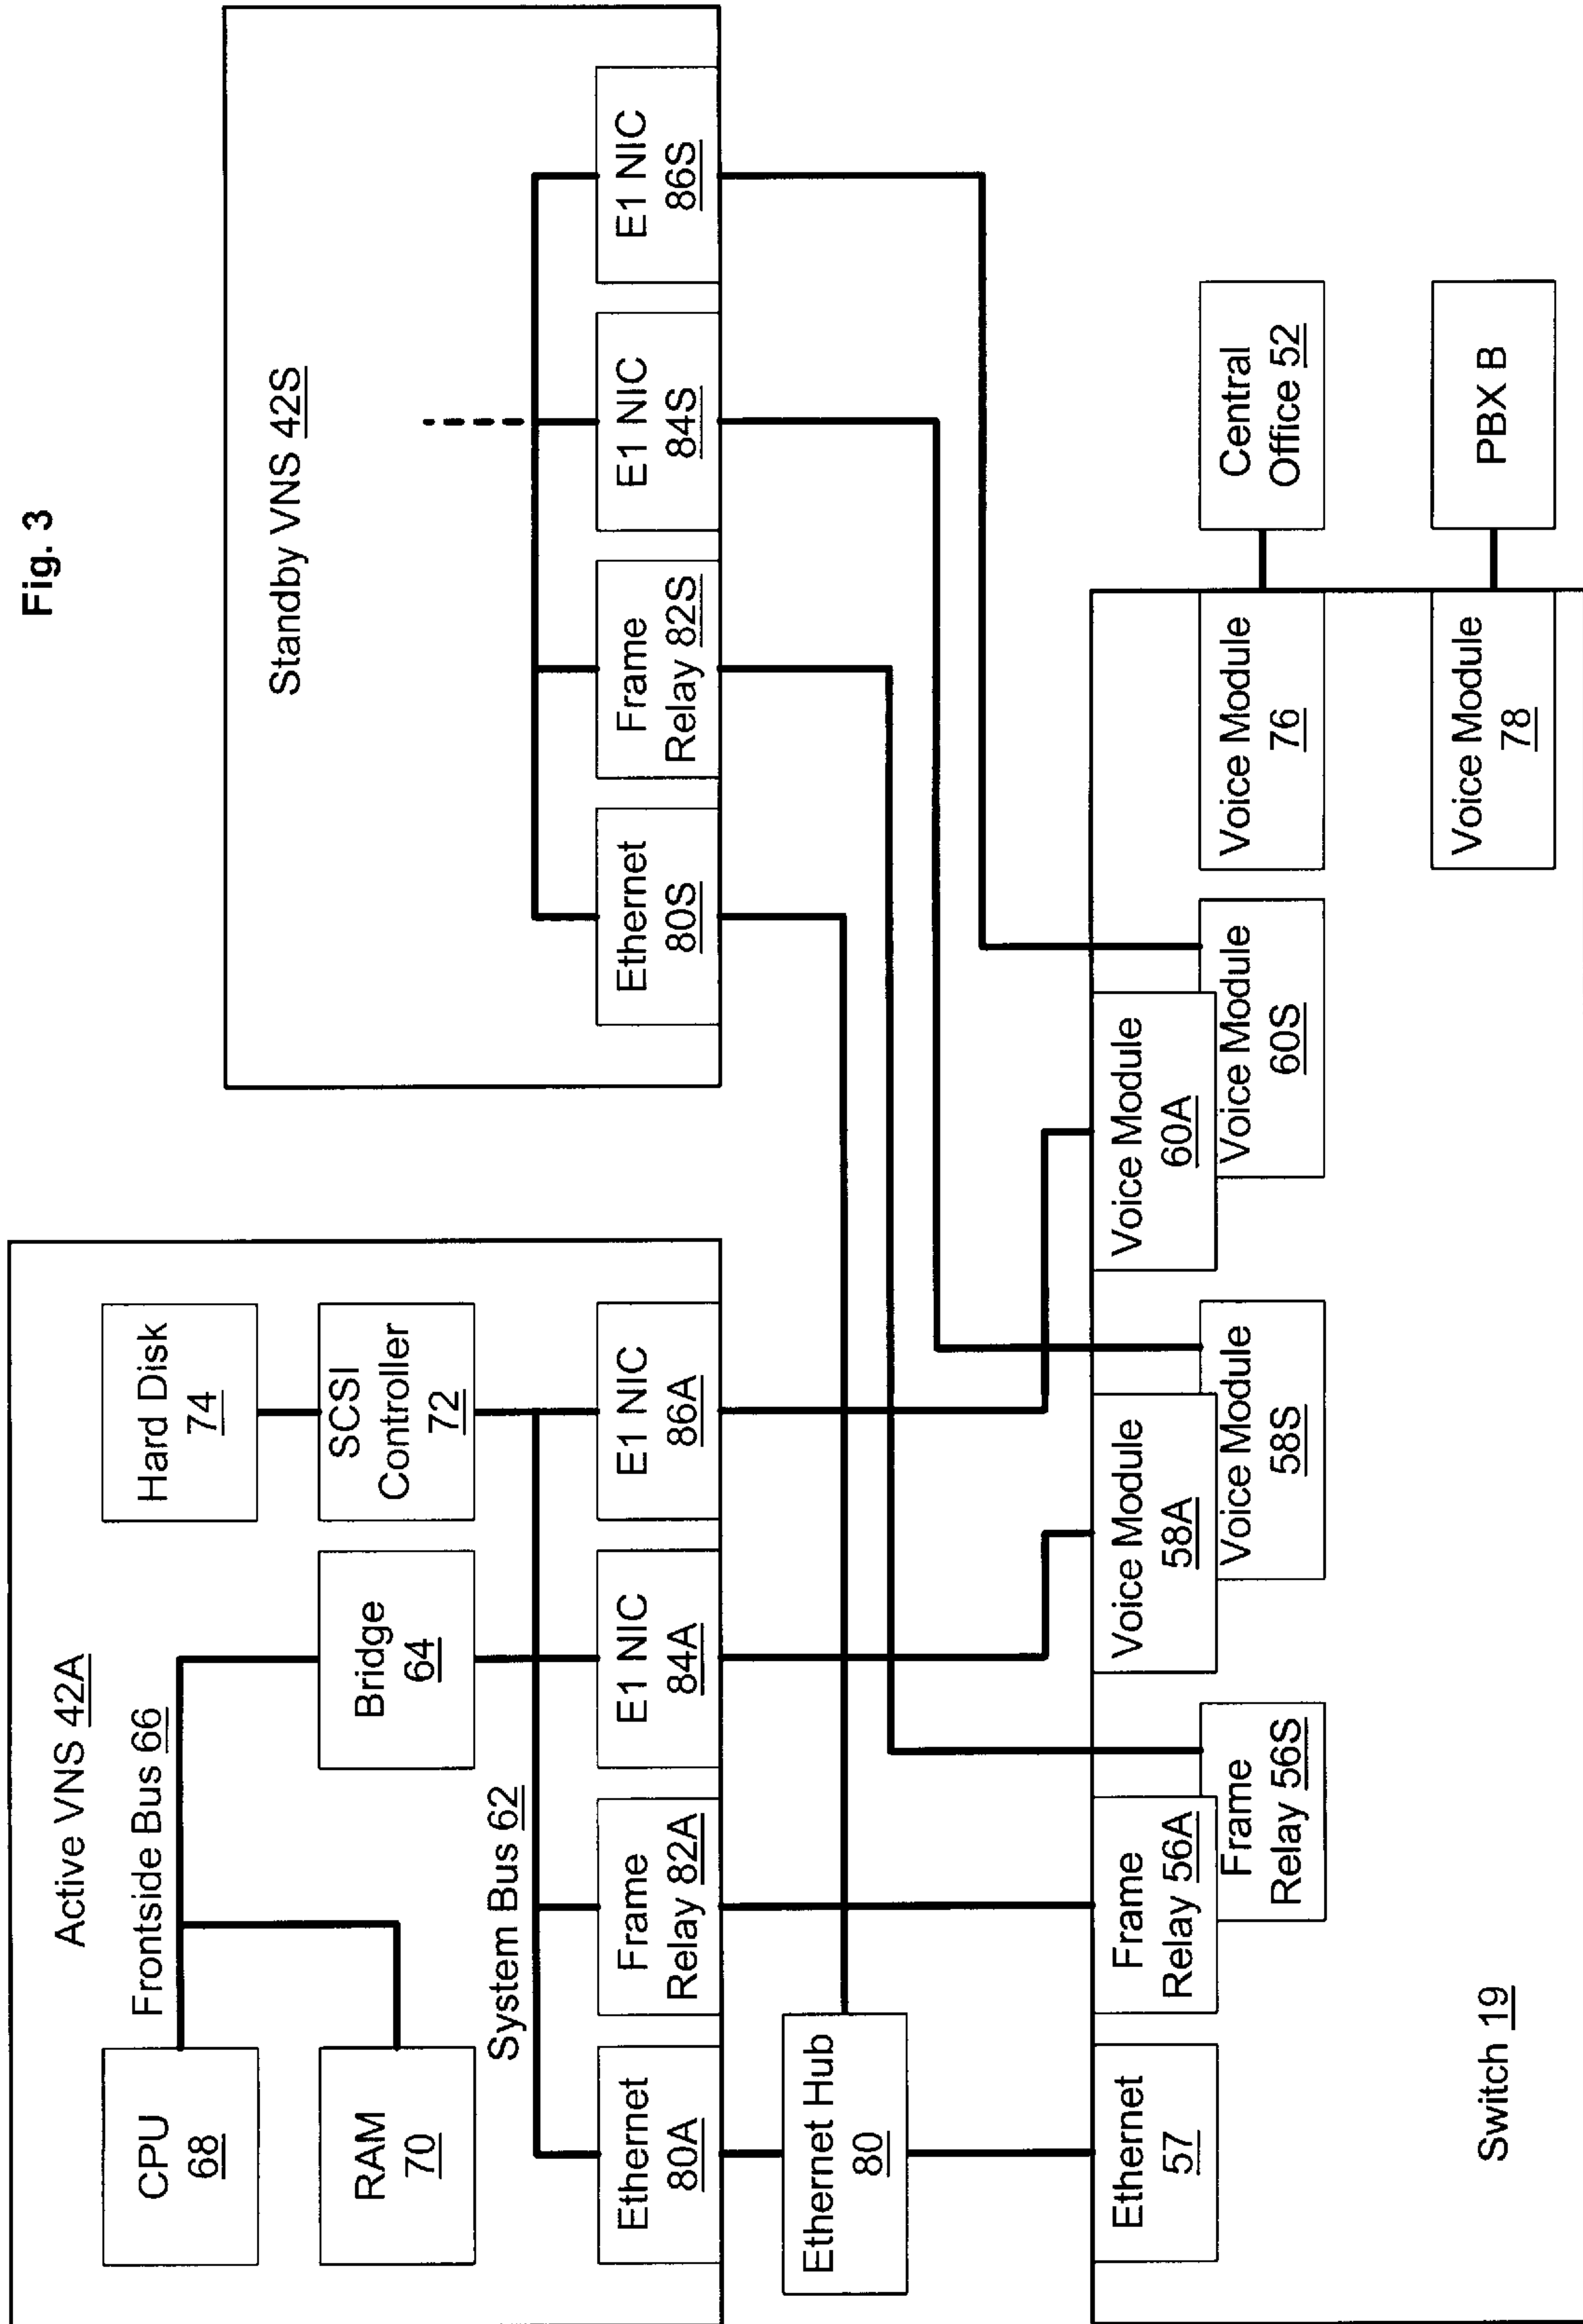 Fig. 3
Active VNS 42A
CPU
68
Frontside Bus 66
RAM
70
Bridge
64
Hard Disk
74
SCSI
Controller
72
System Bus 62
Ethernet
80A
Frame
Relay 82A
E1 NIC
84A
E1 NIC
86A
Standby VNS 42S
Ethernet
80S
Frame
Relay 82S
E1 NIC
84S
E1 NIC
86S
Ethernet Hub
80
Ethernet
57
Frame
Relay 56A
Frame
Relay 56S
Voice Module
58A
Voice Module
58S
Voice Module
60A
Voice Module
60S
Voice Module
76
Central
Office 52
Voice Module
78
PBX B
Switch 19